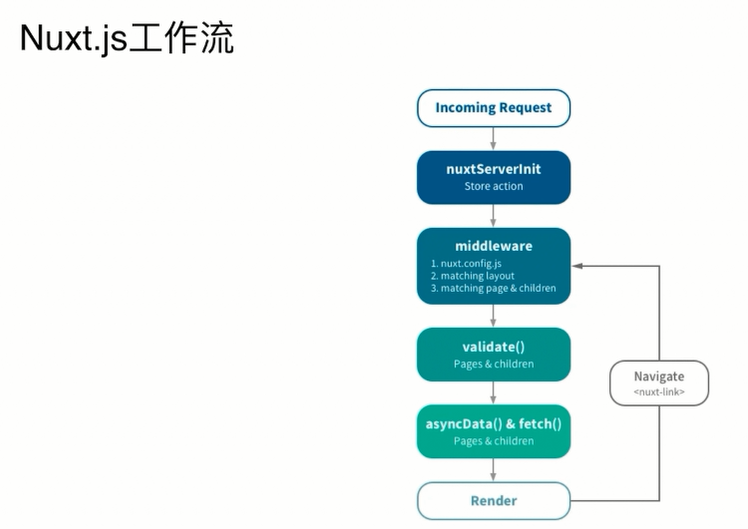 Nuxt.js工作流
Incoming Request
nuxtServerInit
Store action
middleware
1. nuxt.config.js
2. matching layout
3. matching page & children
validate()
Pages & children
Navigate
<nuxt-link>
asyncData() & fetch()
Pages & children
Render